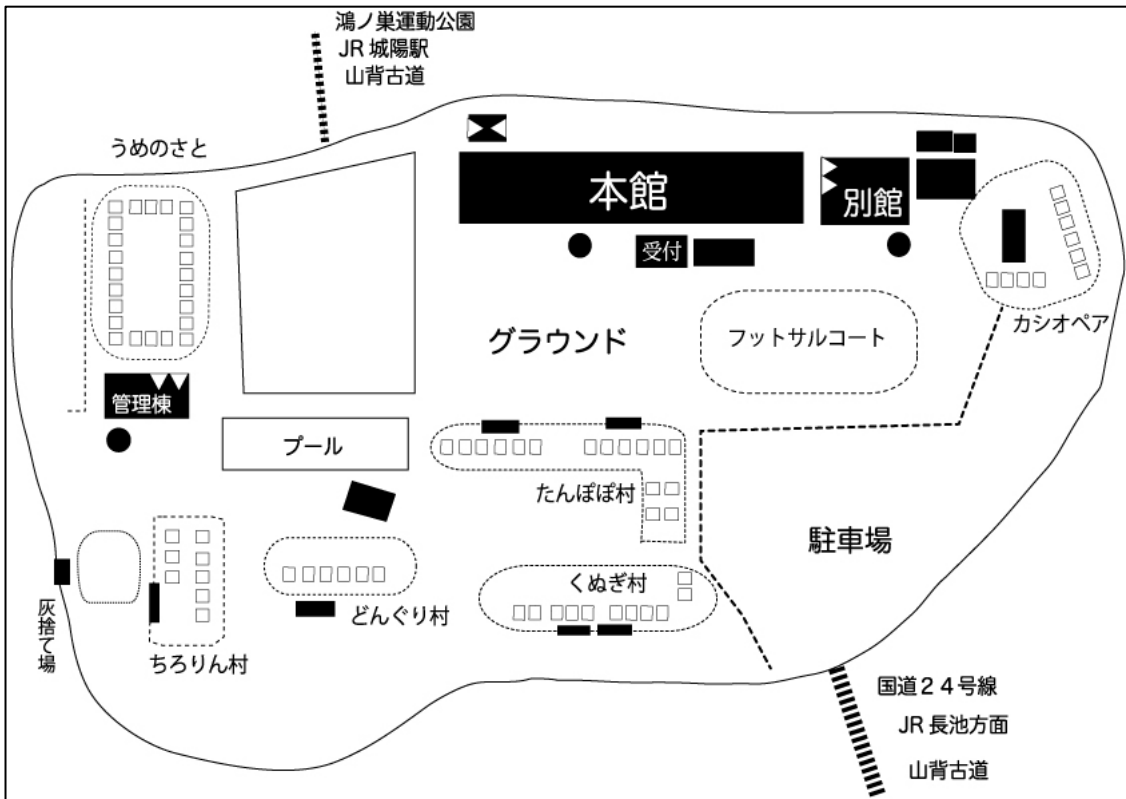 鴻ノ巣運動公園
JR 城陽駅
山背古道
うめのさと
本館
別館
受付
カシオペア
グラウンド
フットサルコート
管理棟
プール
たんぽぽ村
駐車場
くぬぎ村
どんぐり村
灰捨て場
ちろりん村
国道24号線
JR 長池方面
山背古道